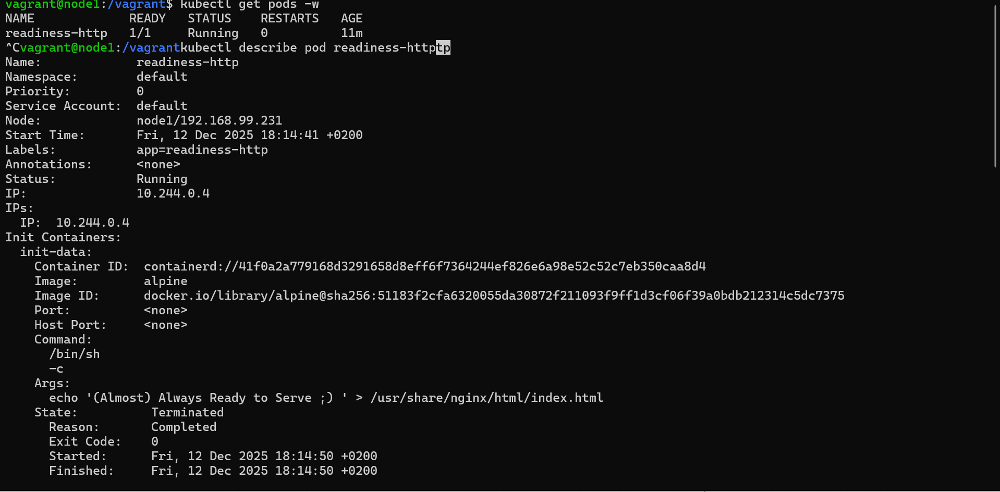 vagrant@node1:/vagrant$ kubectl get pods -w
NAME             READY   STATUS    RESTARTS   AGE
readiness-http   1/1     Running   0          11m
^Cvagrant@node1:/vagrantkubectl describe pod readiness-httptp
Name:             readiness-http
Namespace:        default
Priority:         0
Service Account:  default
Node:             node1/192.168.99.231
Start Time:       Fri, 12 Dec 2025 18:14:41 +0200
Labels:           app=readiness-http
Annotations:      <none>
Status:           Running
IP:               10.244.0.4
IPs:
  IP:  10.244.0.4
Init Containers:
  init-data:
    Container ID:  containerd://41f0a2a779168d3291658d8eff6f7364244ef826e6a98e52c52c7eb350caa8d4
    Image:         alpine
    Image ID:      docker.io/library/alpine@sha256:51183f2cfa6320055da30872f211093f9ff1d3cf06f39a0bdb212314c5dc7375
    Port:          <none>
    Host Port:     <none>
    Command:
      /bin/sh
      -c
    Args:
      echo '(Almost) Always Ready to Serve ;) ' > /usr/share/nginx/html/index.html
    State:          Terminated
      Reason:       Completed
      Exit Code:    0
      Started:      Fri, 12 Dec 2025 18:14:50 +0200
      Finished:     Fri, 12 Dec 2025 18:14:50 +0200